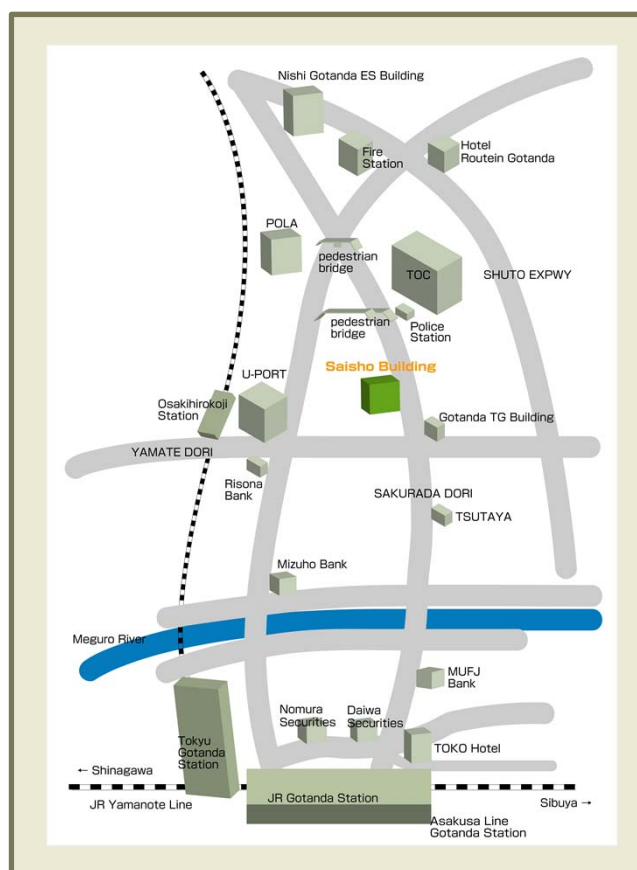 Nishi Gotanda ES Building
Fire
Station
Hotel
Routein Gotanda
POLA
pedestrian
bridge
TOC
SHUTO EXPWY
pedestrian
bridge
Police
Station
Saisho Building
U-PORT
Osakihirokoji
Station
Gotanda TG Building
YAMATE DORI
Risona
Bank
SAKURADA DORI
TSUTAYA
Mizuho Bank
Meguro River
MUFJ
Bank
Nomura
Securities
Daiwa
Securities
Tokyu
Gotanda
Station
TOKO Hotel
← Shinagawa
JR Yamanote Line
JR Gotanda Station
Sibuya →
Asakusa Line
Gotanda Station